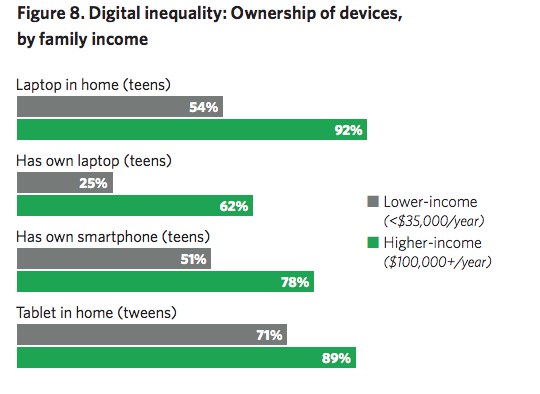 Figure 8. Digital inequality: Ownership of devices,
by family income
Laptop in home (teens)
54%
92%
Has own laptop (teens)
25%
62%
Has own smartphone (teens)
51%
78%
Tablet in home (tweens)
71%
89%
Lower-income
(<$35,000/year)
Higher-income
($100,000+/year)